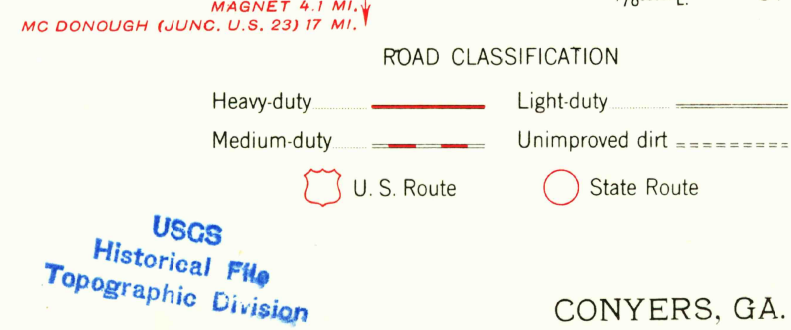 MAGNET 4.1 MI.
MC DONOUGH (JUNC. U.S. 23) 17 MI.
ROAD CLASSIFICATION
Heavy-duty Light-duty
Medium-duty Unimproved dirt
U. S. Route State Route
USGS
Historical File
Topographic Division
CONYERS, GA.